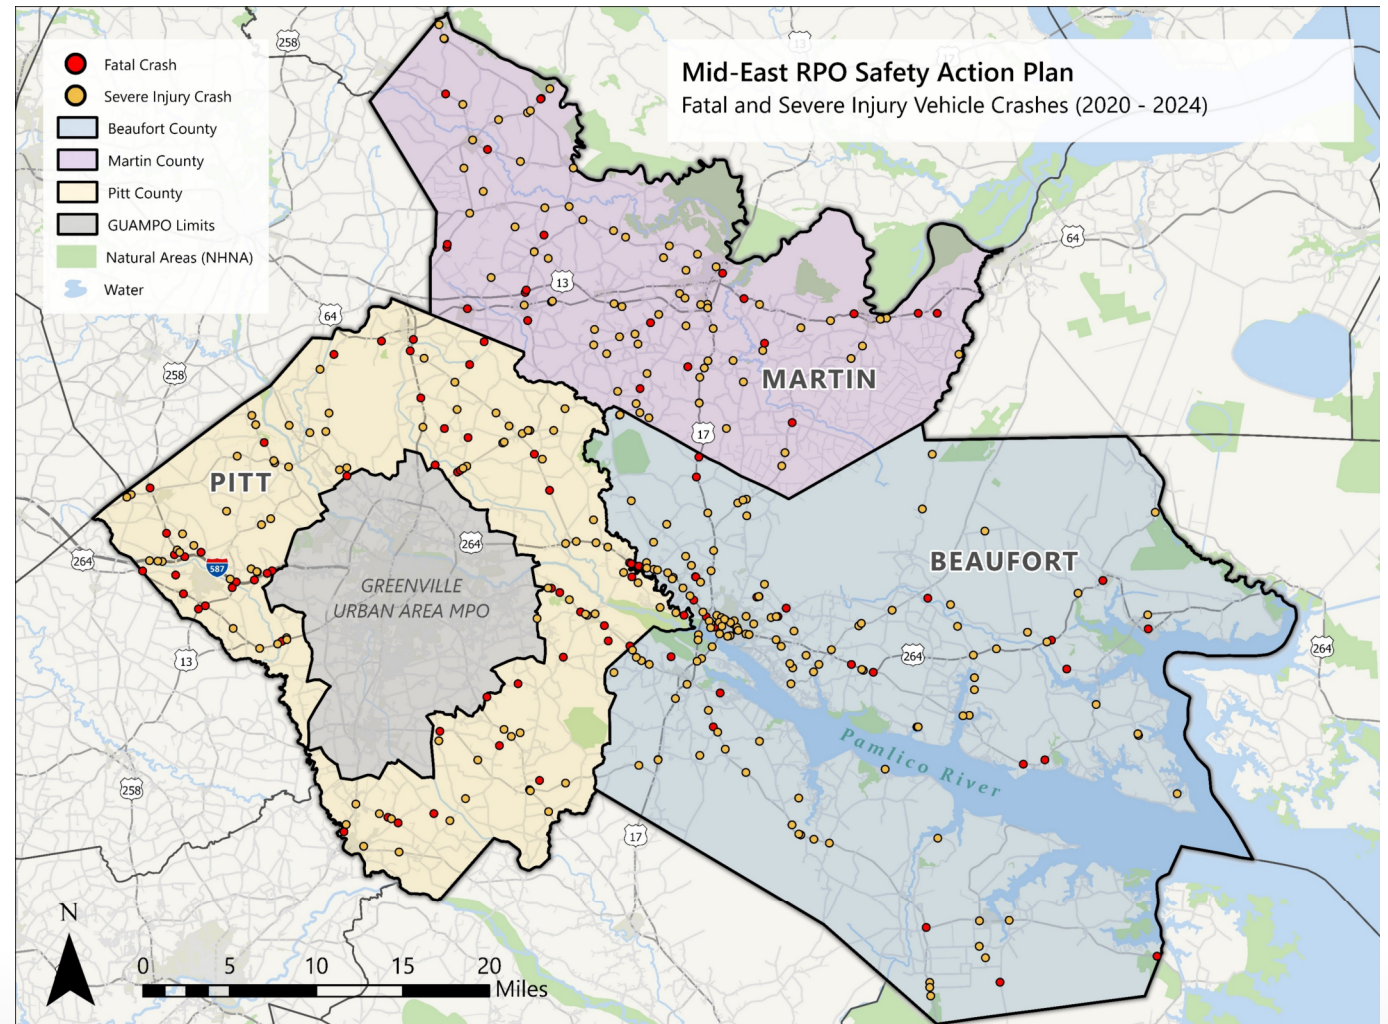 Mid-East RPO Safety Action Plan
Fatal and Severe Injury Vehicle Crashes (2020 - 2024)
Fatal Crash
Severe Injury Crash
Beaufort County
Martin County
Pitt County
GUAMPO Limits
Natural Areas (NHNA)
Water
258
13
64
13
64
258
MARTIN
17
PITT
264
264
587
BEAUFORT
GREENVILLE
URBAN AREA MPO
13
264
264
Pamlico River
258
17
N
0 5 10 15 20
Miles